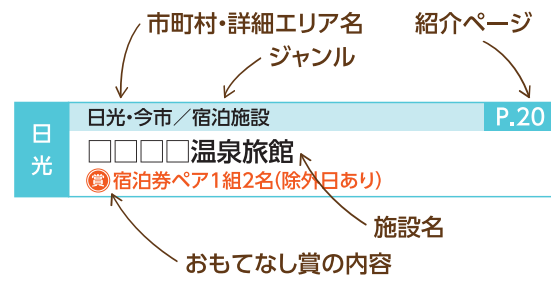 市町村・詳細エリア名
紹介ページ
ジャンル
日光
日光・今市／宿泊施設
P.20
□□□□温泉旅館
賞 宿泊券ペア1組2名(除外日あり)
施設名
おもてなし賞の内容